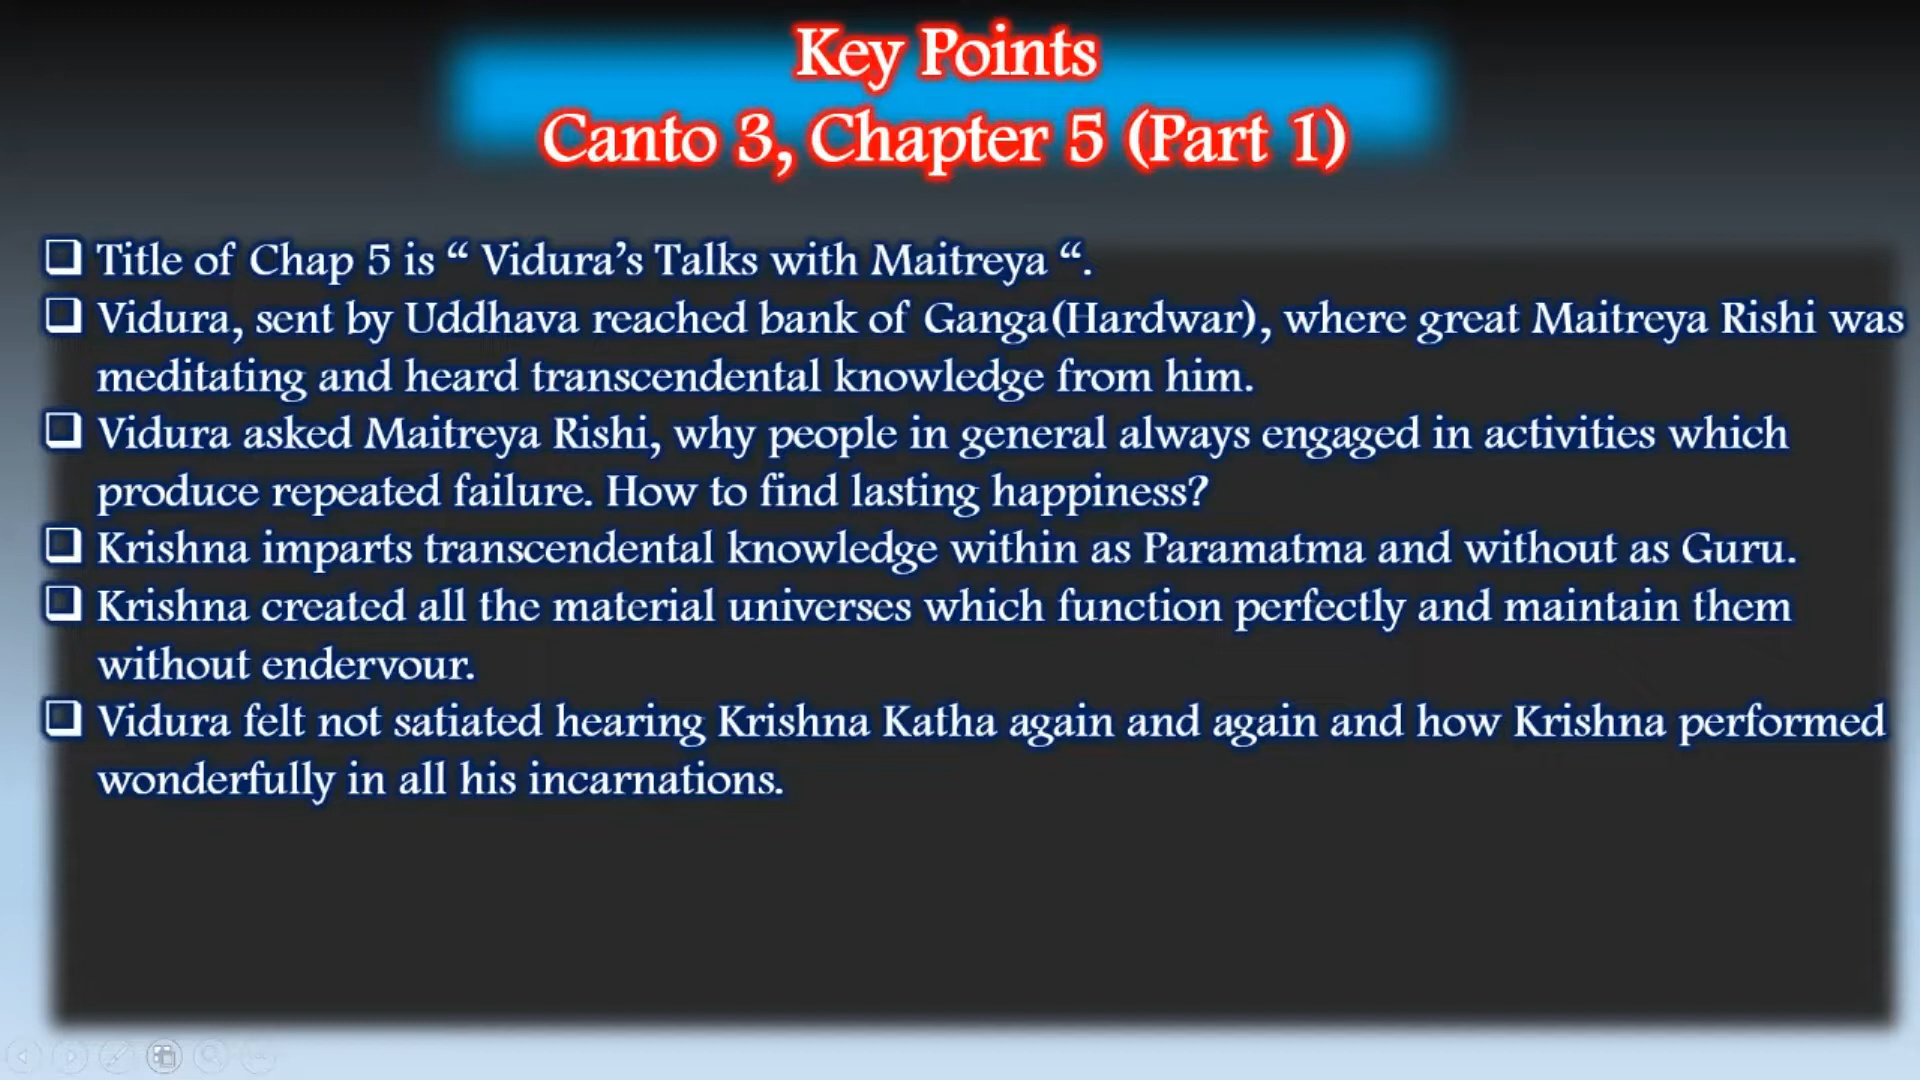 Key Points
Canto 3, Chapter 5 (Part 1)
Title of Chap 5 is “ Vidura’s Talks with Maitreya “.
Vidura, sent by Uddhava reached bank of Ganga(Hardwar), where great Maitreya Rishi was
meditating and heard transcendental knowledge from him.
Vidura asked Maitreya Rishi, why people in general always engaged in activities which
produce repeated failure. How to find lasting happiness?
Krishna imparts transcendental knowledge within as Paramatma and without as Guru.
Krishna created all the material universes which function perfectly and maintain them
without endervour.
Vidura felt not satiated hearing Krishna Katha again and again and how Krishna performed
wonderfully in all his incarnations.